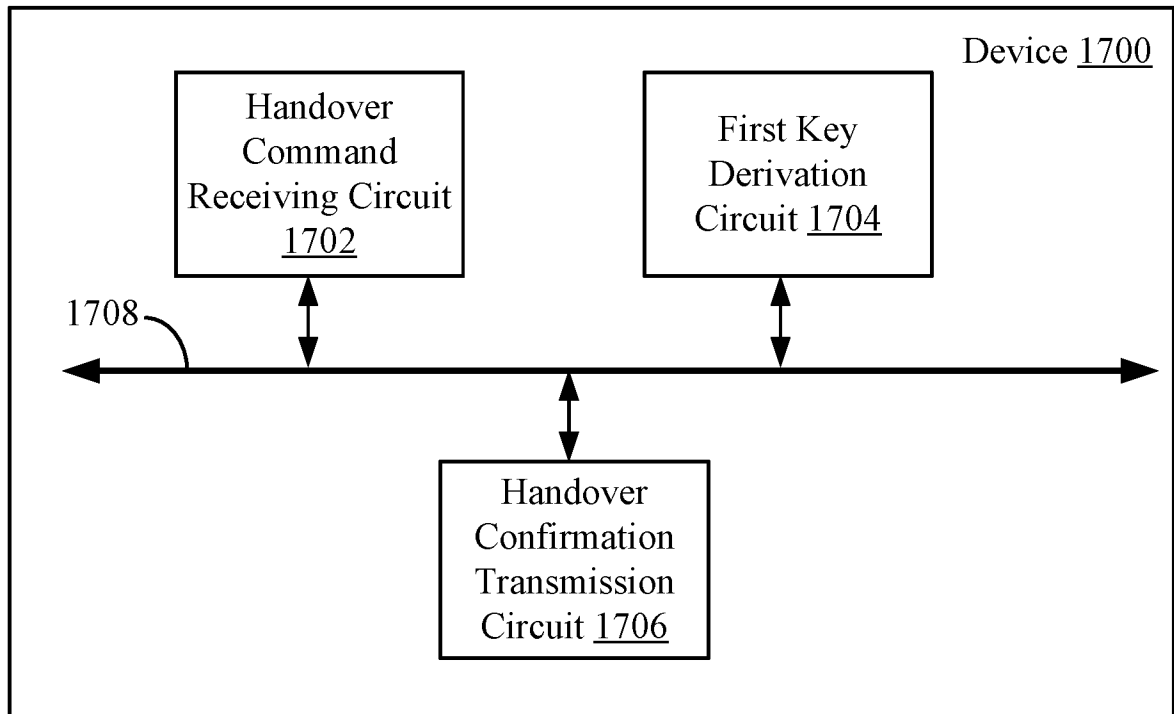 Device 1700
Handover
Command
Receiving Circuit
1702
First Key
Derivation
Circuit 1704
1708
Handover
Confirmation
Transmission
Circuit 1706